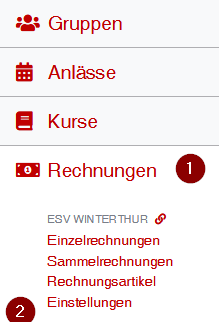 Gruppen
Anlässe
Kurse
Rechnungen 1
ESV WINTERTHUR
Einzelrechnungen
Sammelrechnungen
Rechnungsartikel
2 Einstellungen